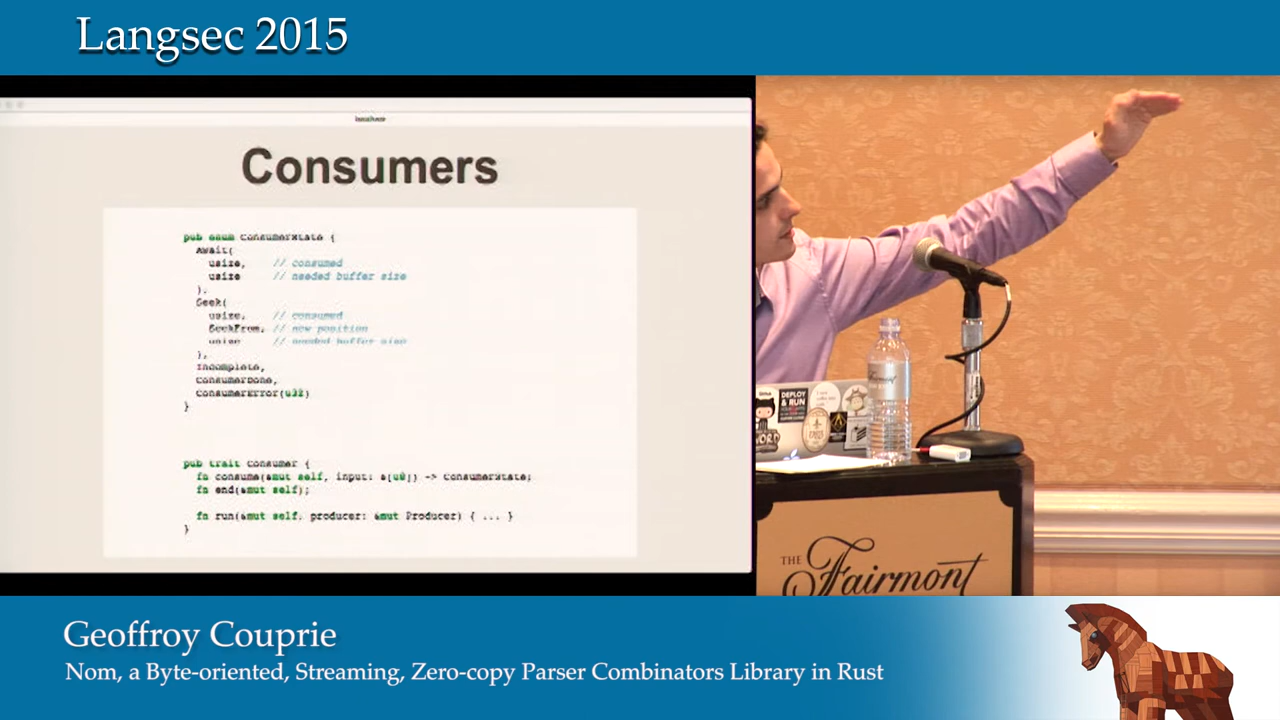 Langsec 2015
localhost
Consumers
pub enum ConsumerState {
Await(
usize, // consumed
usize // needed buffer size
),
Seek(
usize, // consumed
SeekFrom, // new position
usize // needed buffer size
),
Incomplete,
ConsumerDone,
ConsumerError(u32)
}
pub trait Consumer {
fn consume(&mut self, input: &[u8]) -> ConsumerState;
fn end(&mut self);
fn run(&mut self, producer: &mut Producer) { ... }
}
DEPLOY
& RUN
Fairmont
THE Fairmont
Geoffroy Couprie
Nom, a Byte-oriented, Streaming, Zero-copy Parser Combinators Library in Rust